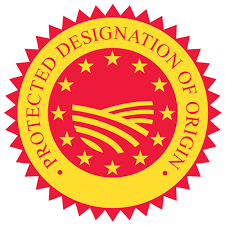 · PROTECTED DESIGNATION OF ORIGIN ·